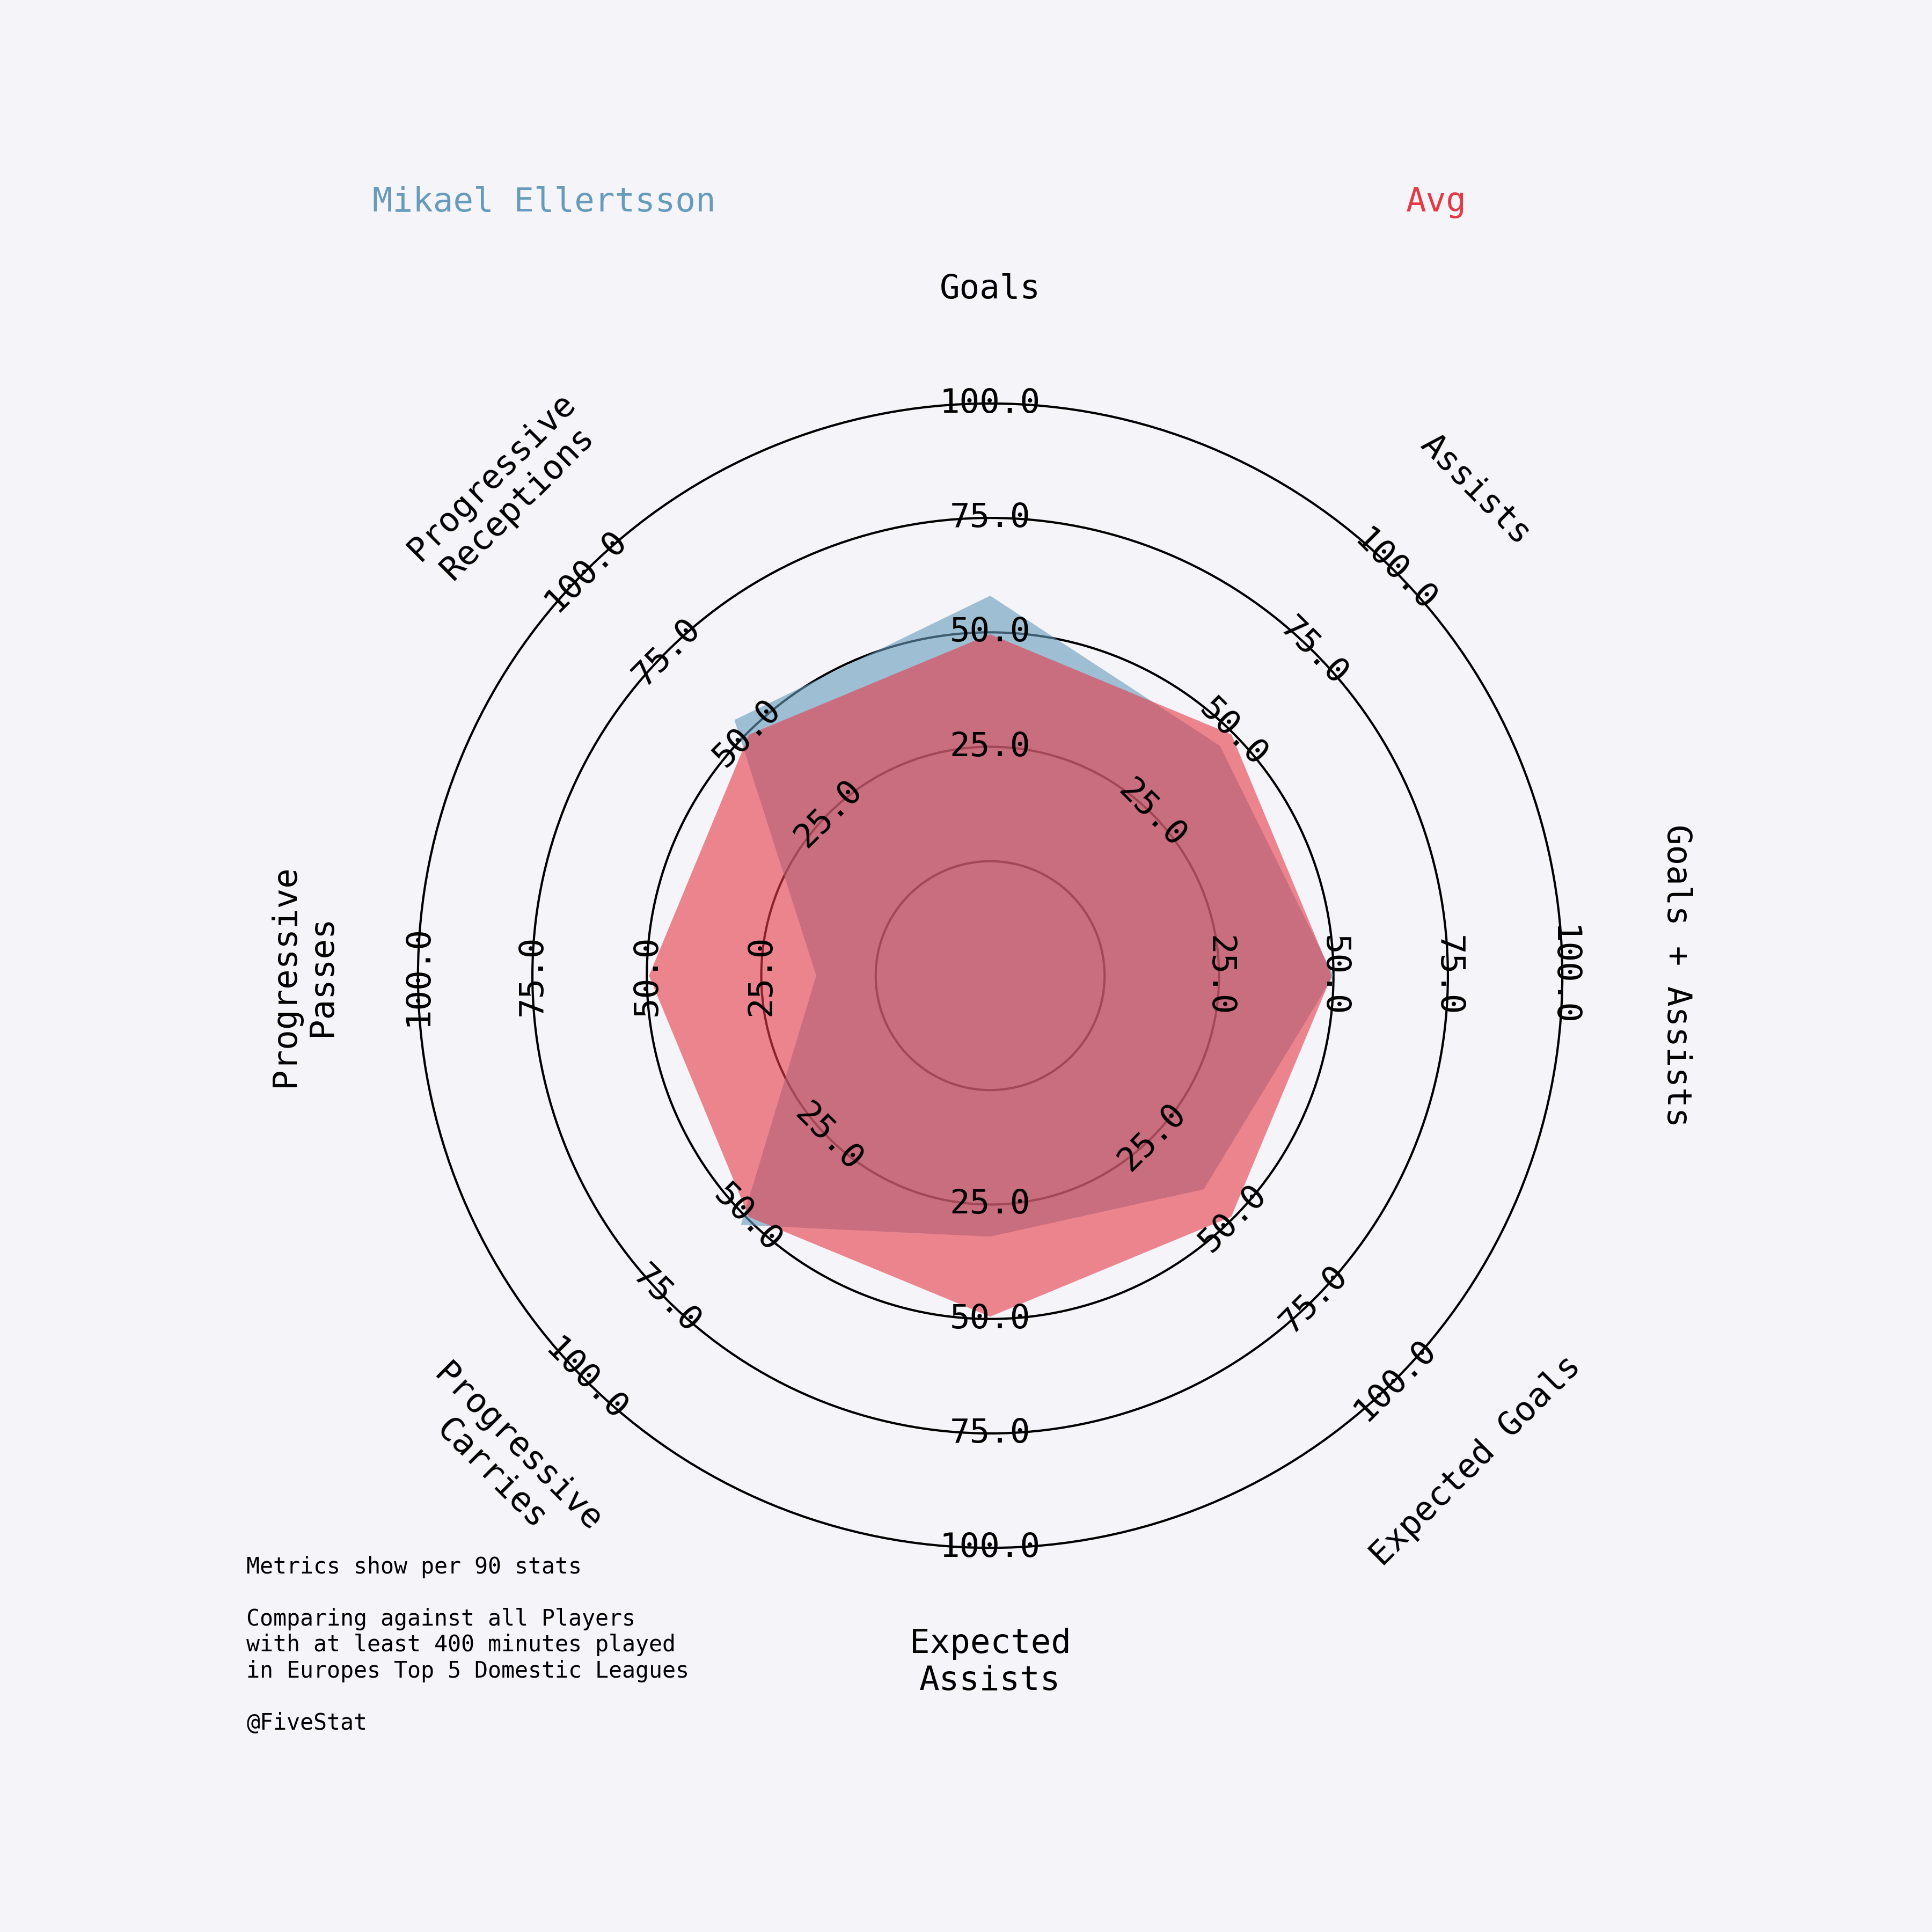 Mikael Ellertsson
Avg
Goals
Assists
Goals + Assists
Expected Goals
Expected
Assists
Progressive
Carries
Progressive
Passes
Progressive
Receptions
25.0
50.0
75.0
100.0
25.0
50.0
75.0
100.0
25.0
50.0
75.0
100.0
25.0
50.0
75.0
100.0
25.0
50.0
75.0
100.0
25.0
50.0
75.0
100.0
25.0
50.0
75.0
100.0
25.0
50.0
75.0
100.0
Metrics show per 90 stats
Comparing against all Players
with at least 400 minutes played
in Europes Top 5 Domestic Leagues
@FiveStat